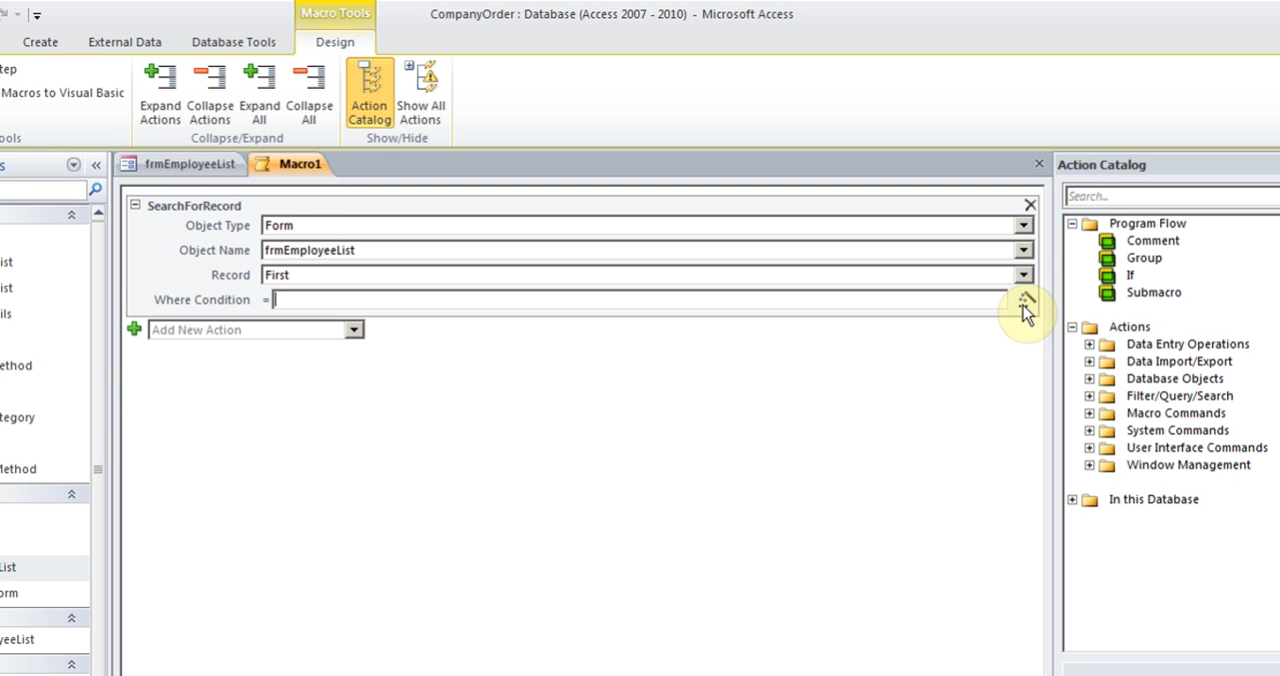 Macro Tools
CompanyOrder : Database (Access 2007 - 2010) - Microsoft Access
Create
External Data
Database Tools
Design
tep
Macros to Visual Basic
ools
Expand Actions
Collapse Actions
Expand All
Collapse All
Collapse/Expand
Action Catalog
Show All Actions
Show/Hide
s
frmEmployeeList
Macro1
Action Catalog
Search...
SearchForRecord
Object Type
Form
Object Name
frmEmployeeList
Record
First
Where Condition
=
Add New Action
ist
ist
ils
ethod
tegory
Method
List
orm
yeeList
Program Flow
Comment
Group
If
Submacro
Actions
Data Entry Operations
Data Import/Export
Database Objects
Filter/Query/Search
Macro Commands
System Commands
User Interface Commands
Window Management
In this Database